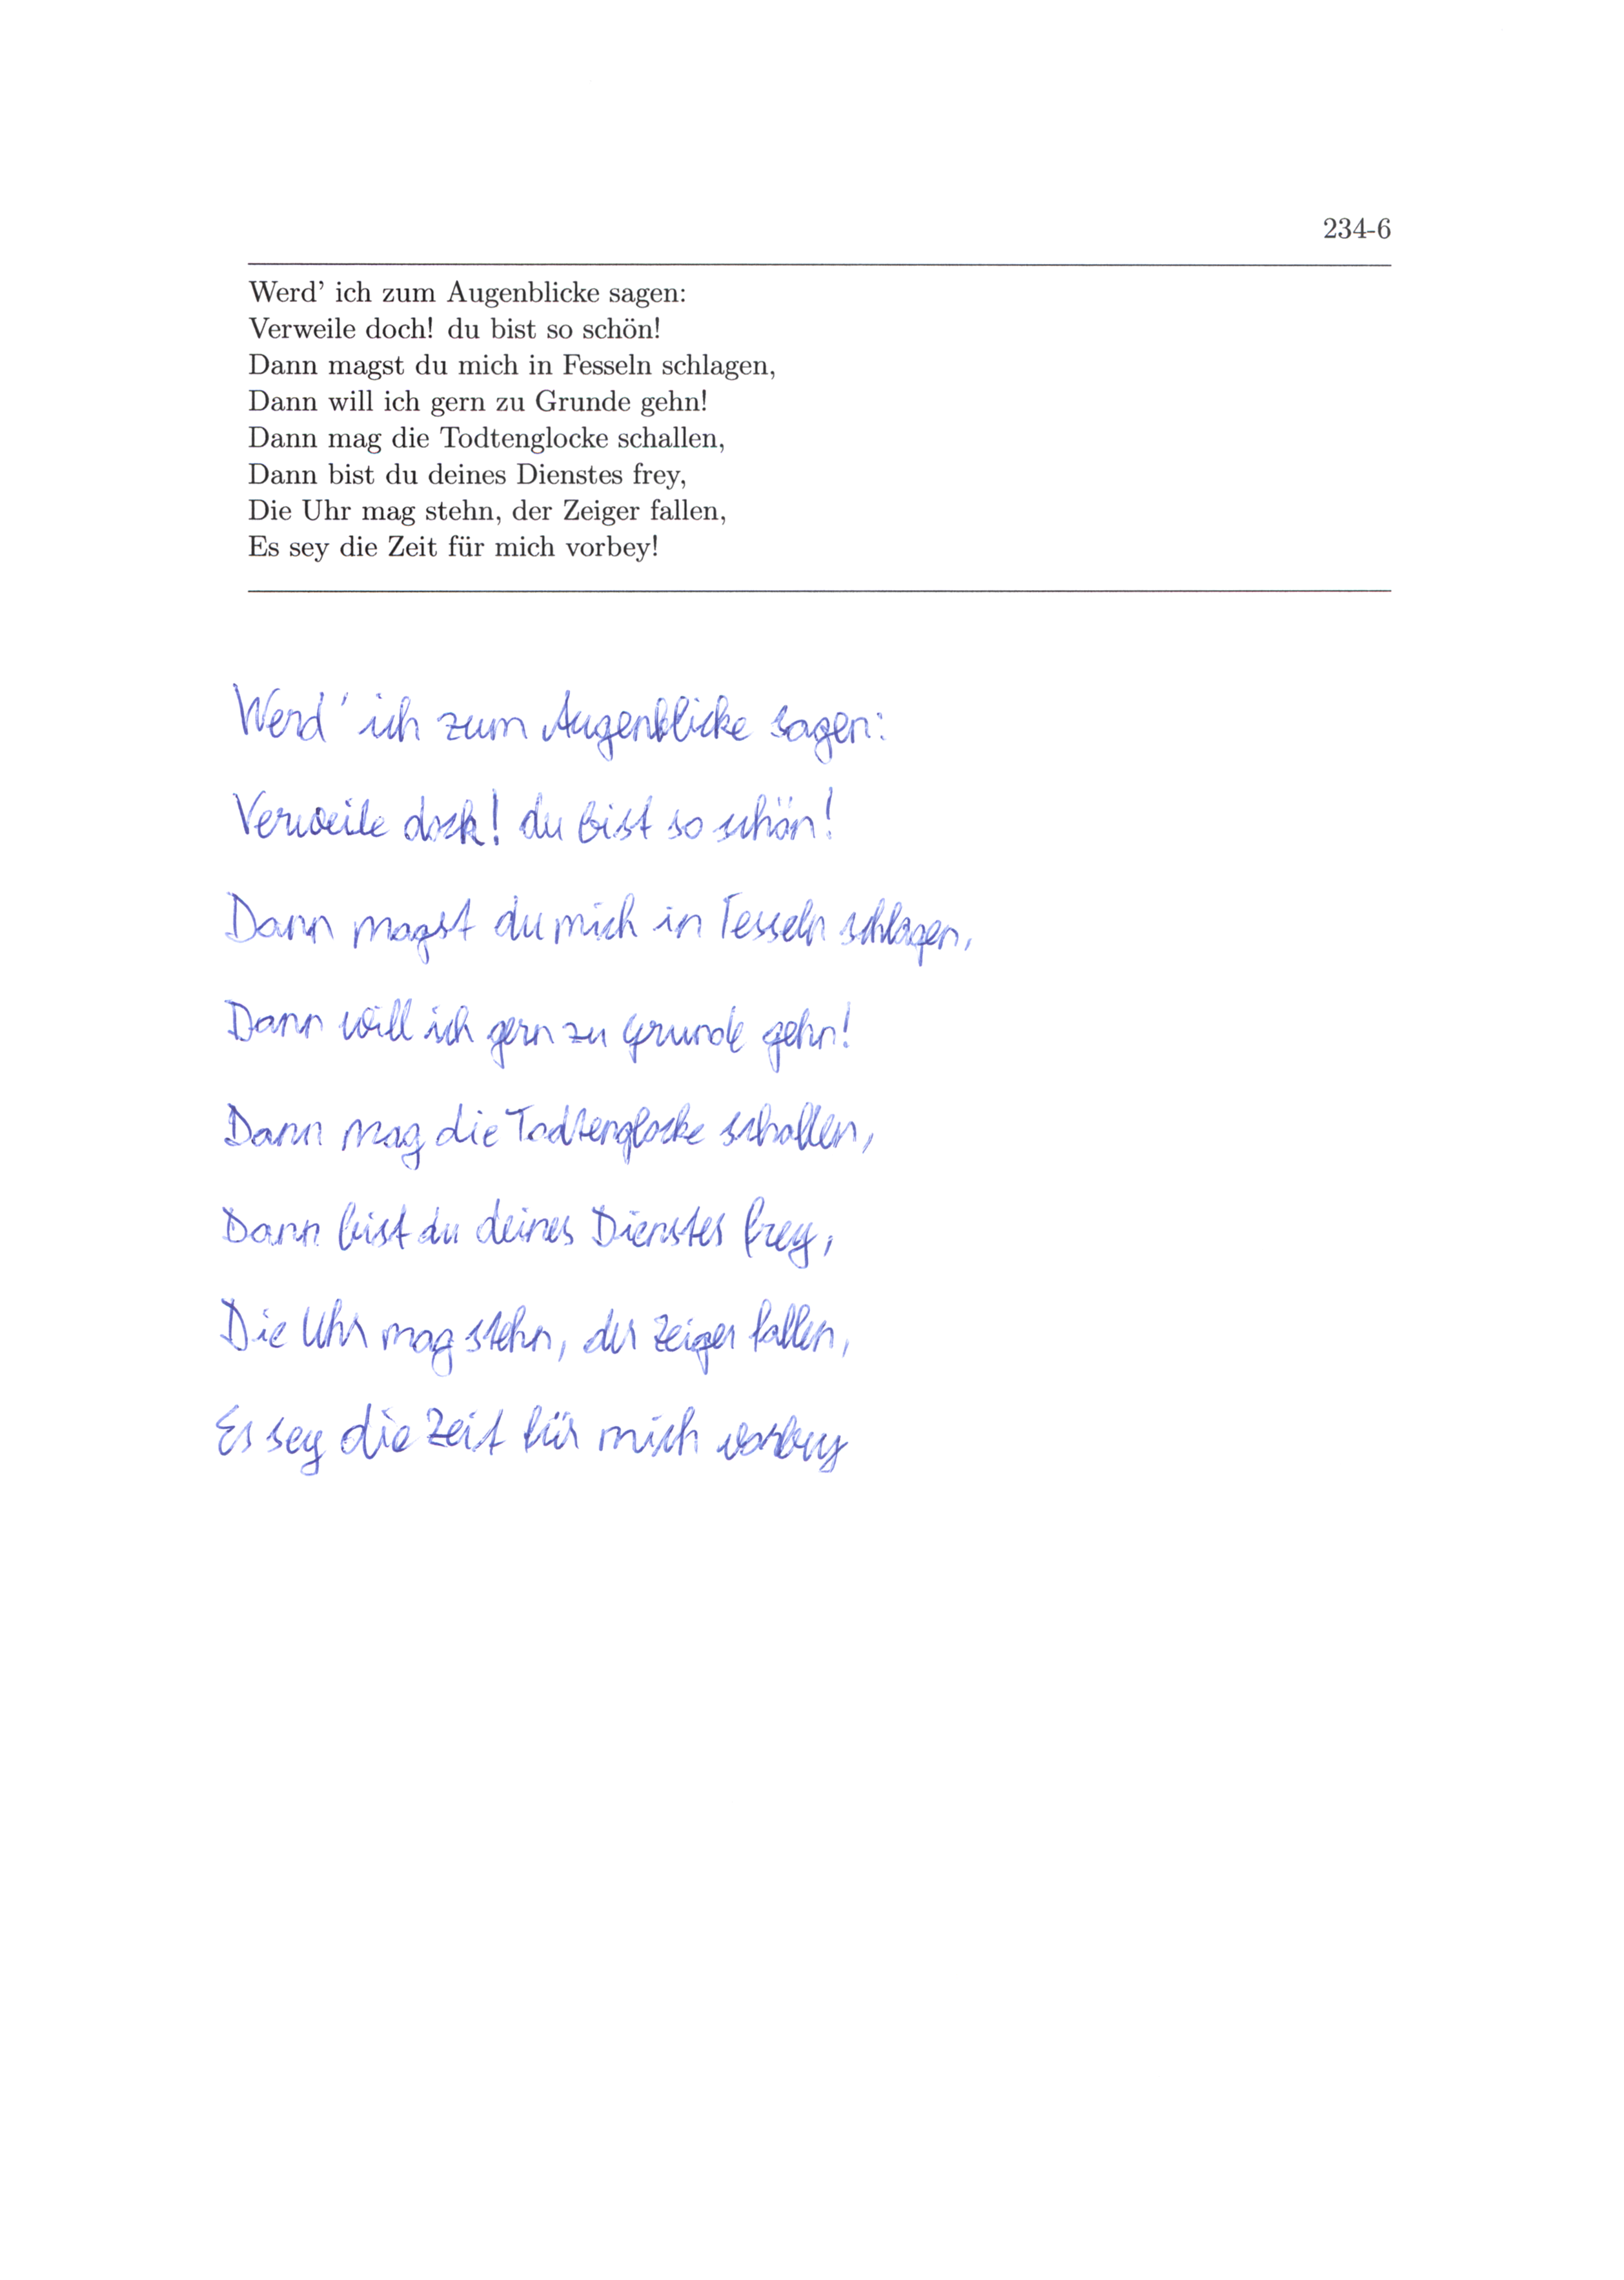 234-6
Werd' ich zum Augenblicke sagen:
Verweile doch! du bist so schön!
Dann magst du mich in Fesseln schlagen,
Dann will ich gern zu Grunde gehn!
Dann mag die Todtenglocke schallen,
Dann bist du deines Dienstes frey,
Die Uhr mag stehn, der Zeiger fallen,
Es sey die Zeit für mich vorbey!
Werd' ich zum Augenblicke sagen:
Verweile doch! du bist so schön!
Dann magst du mich in Fesseln schlagen,
Dann will ich gern zu Grunde gehn!
Dann mag die Todtenglocke schallen,
Dann bist du deines Dienstes frey,
Die Uhr mag stehn, der Zeiger fallen,
Es sey die Zeit für mich vorbey